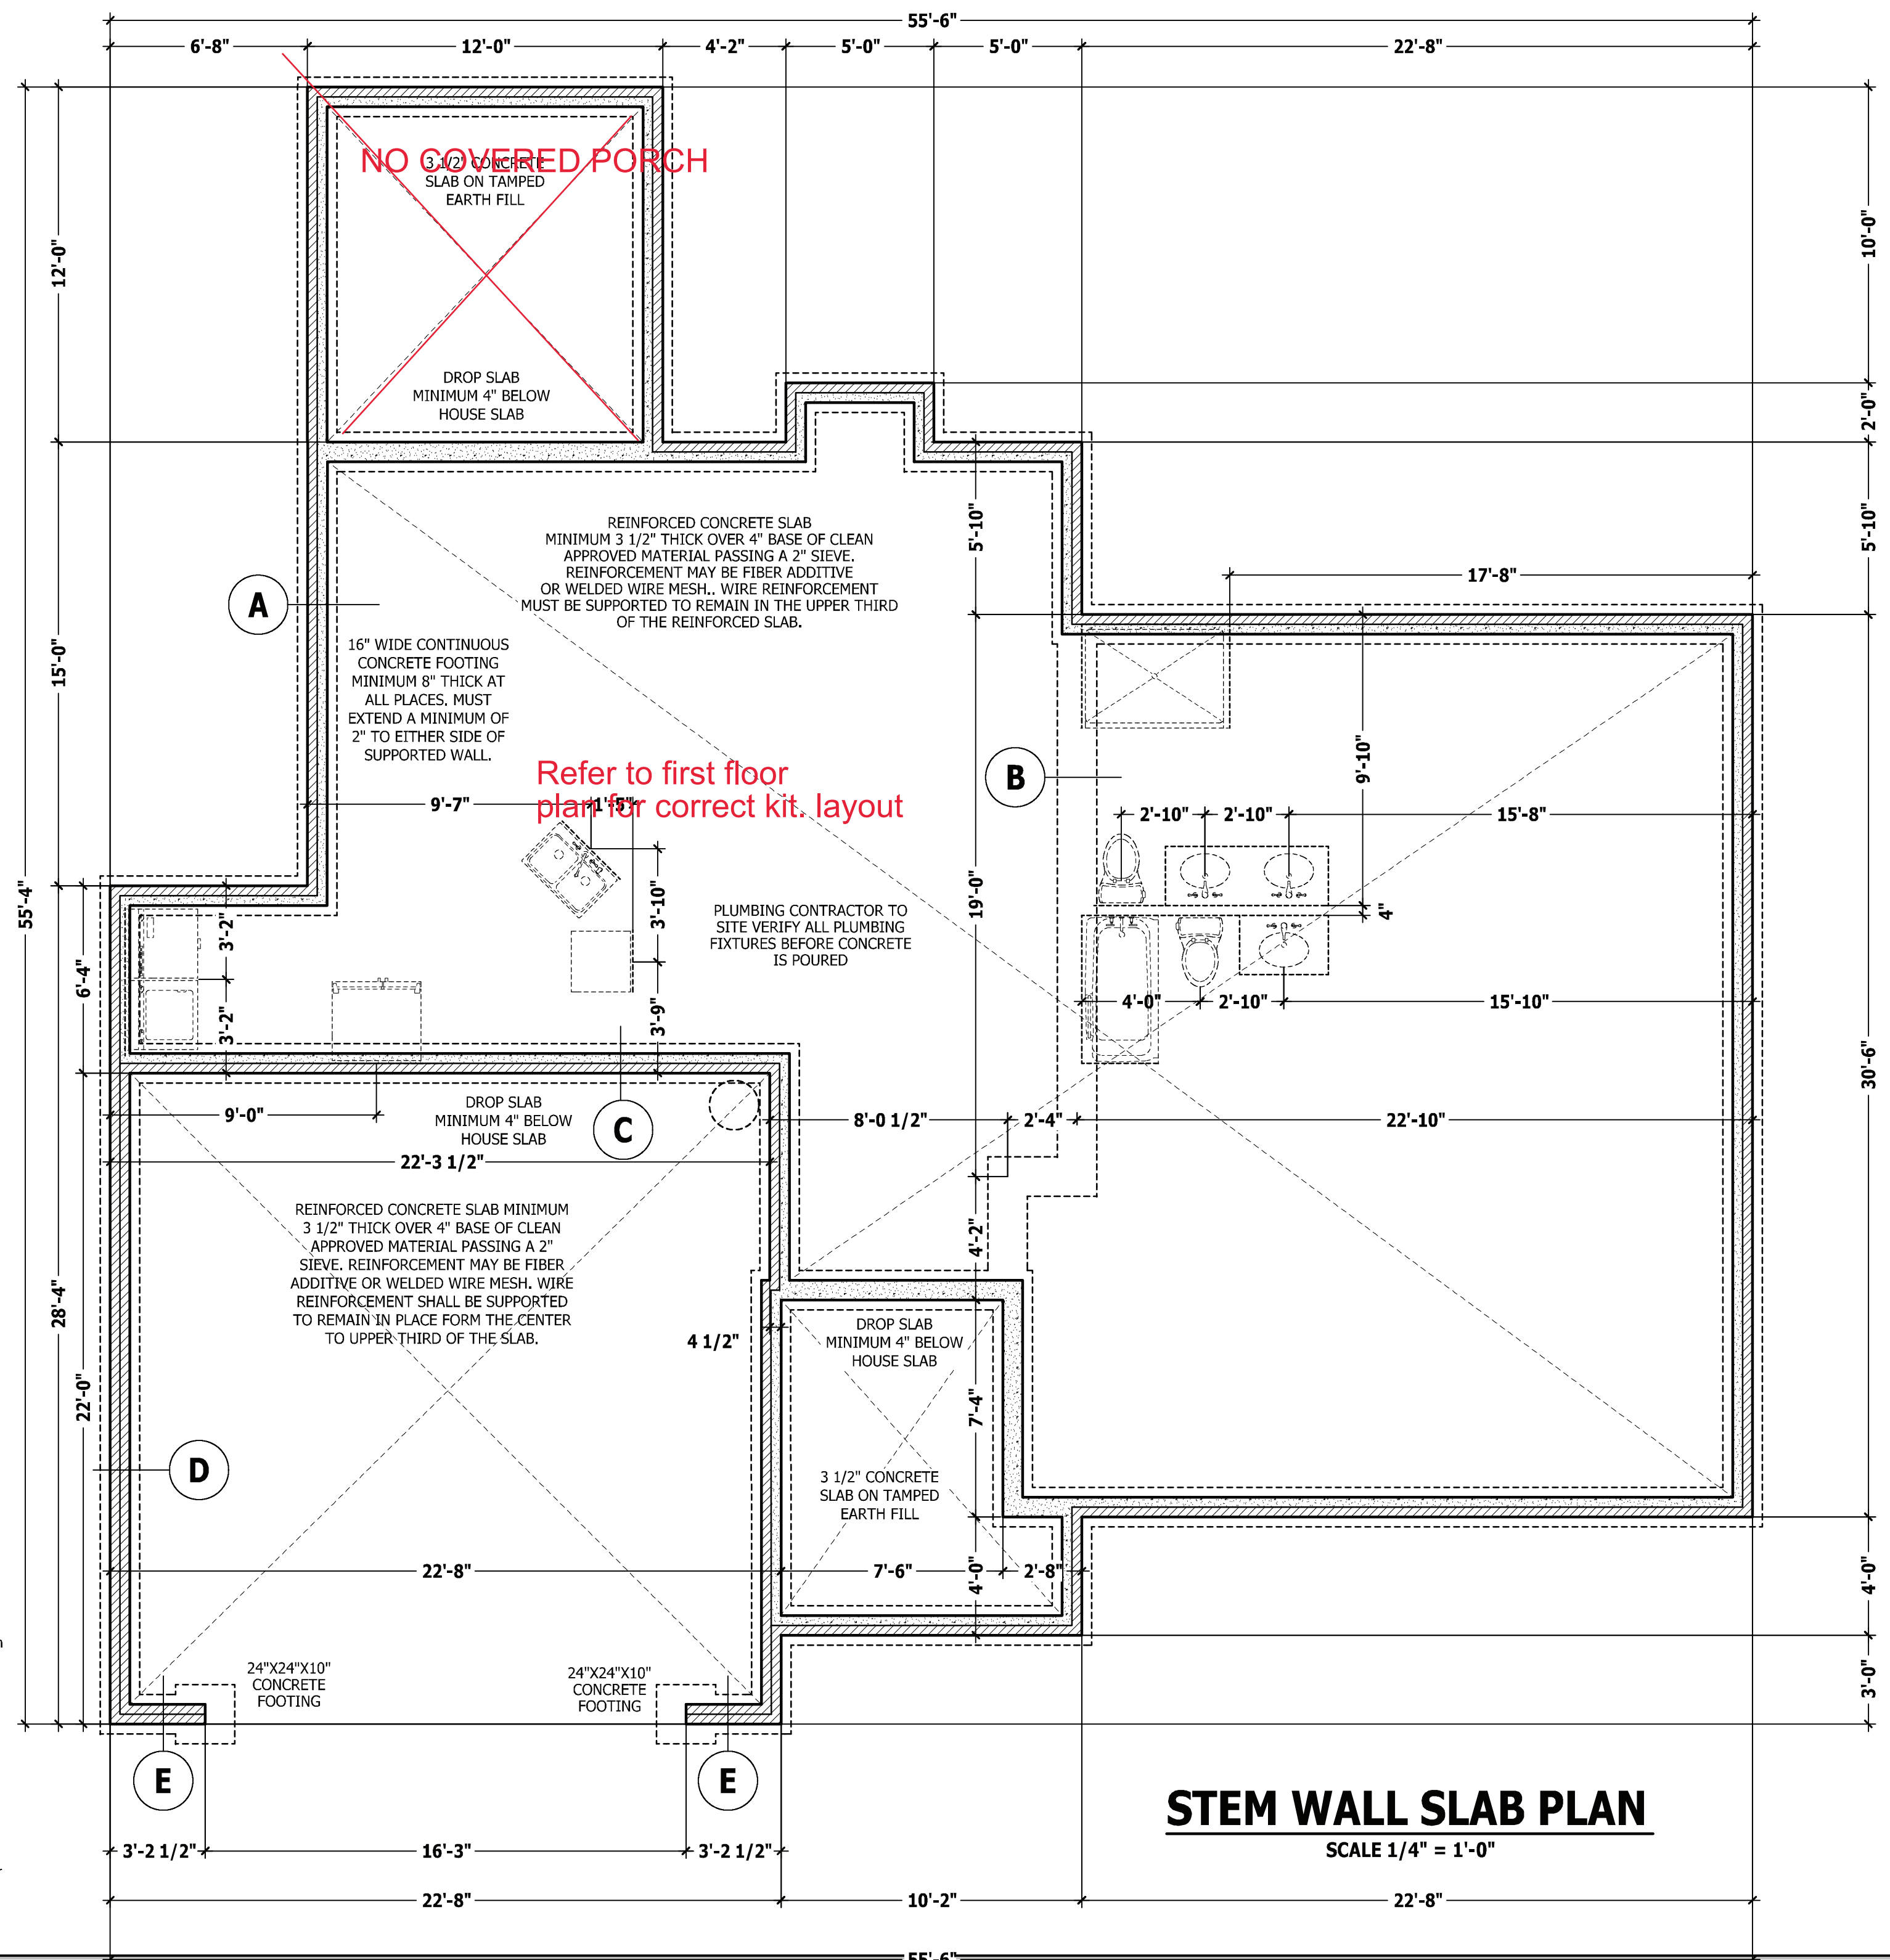 55'-6"
6'-8" 12'-0" 4'-2" 5'-0" 5'-0" 22'-8"
NO COVERED PORCH
3 1/2" CONCRETE
SLAB ON TAMPED
EARTH FILL
12'-0"
10'-0"
DROP SLAB
MINIMUM 4" BELOW
HOUSE SLAB
2'-0"
REINFORCED CONCRETE SLAB
MINIMUM 3 1/2" THICK OVER 4" BASE OF CLEAN
APPROVED MATERIAL PASSING A 2" SIEVE.
REINFORCEMENT MAY BE FIBER ADDITIVE
OR WELDED WIRE MESH.. WIRE REINFORCEMENT
MUST BE SUPPORTED TO REMAIN IN THE UPPER THIRD
OF THE REINFORCED SLAB.
5'-10"
5'-10"
17'-8"
A
15'-0"
16" WIDE CONTINUOUS
CONCRETE FOOTING
MINIMUM 8" THICK AT
ALL PLACES. MUST
EXTEND A MINIMUM OF
2" TO EITHER SIDE OF
SUPPORTED WALL.
Refer to first floor
plan for correct kit. layout
9'-7" 1'-5"
B
9'-10"
2'-10" 2'-10" 15'-8"
55'-4"
3'-2"
3'-10"
19'-0"
4"
PLUMBING CONTRACTOR TO
SITE VERIFY ALL PLUMBING
FIXTURES BEFORE CONCRETE
IS POURED
6'-4"
3'-2"
3'-9"
4'-0" 2'-10" 15'-10"
30'-6"
9'-0"
DROP SLAB
MINIMUM 4" BELOW
HOUSE SLAB
C
8'-0 1/2" 2'-4" 22'-10"
22'-3 1/2"
REINFORCED CONCRETE SLAB MINIMUM
3 1/2" THICK OVER 4" BASE OF CLEAN
APPROVED MATERIAL PASSING A 2"
SIEVE. REINFORCEMENT MAY BE FIBER
ADDITIVE OR WELDED WIRE MESH. WIRE
REINFORCEMENT SHALL BE SUPPORTED
TO REMAIN IN PLACE FORM THE CENTER
TO UPPER THIRD OF THE SLAB.
4'-2"
28'-4"
4 1/2"
DROP SLAB
MINIMUM 4" BELOW
HOUSE SLAB
22'-0"
7'-4"
D
3 1/2" CONCRETE
SLAB ON TAMPED
EARTH FILL
22'-8" 7'-6" 2'-8"
4'-0"
4'-0"
24"X24"X10"
CONCRETE
FOOTING
24"X24"X10"
CONCRETE
FOOTING
3'-0"
E
E
STEM WALL SLAB PLAN
SCALE 1/4" = 1'-0"
3'-2 1/2" 16'-3" 3'-2 1/2"
22'-8" 10'-2" 22'-8"
55'-6"